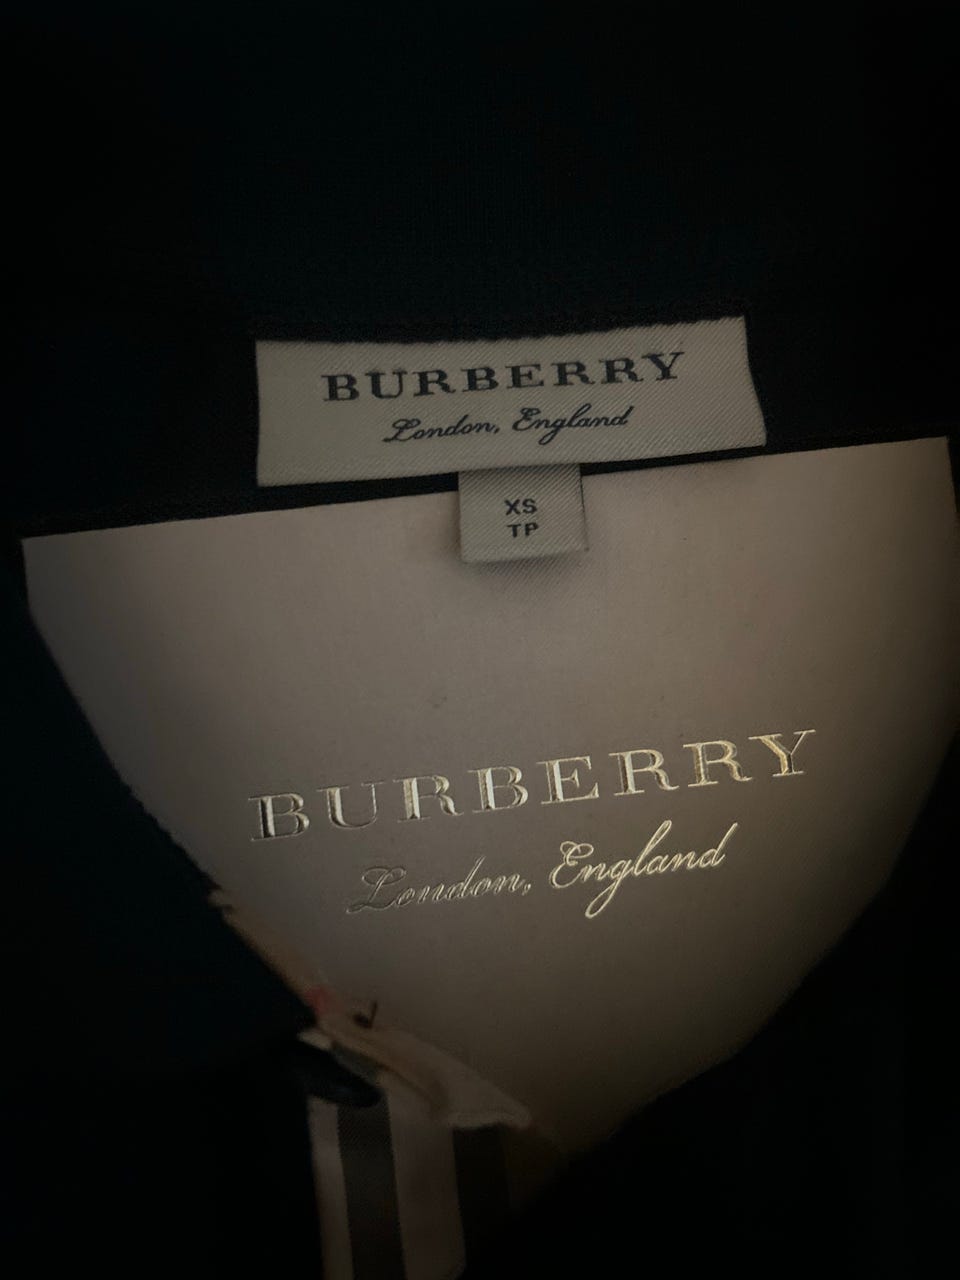 BURBERRY
London, England
XS
TP
BURBERRY
London, England